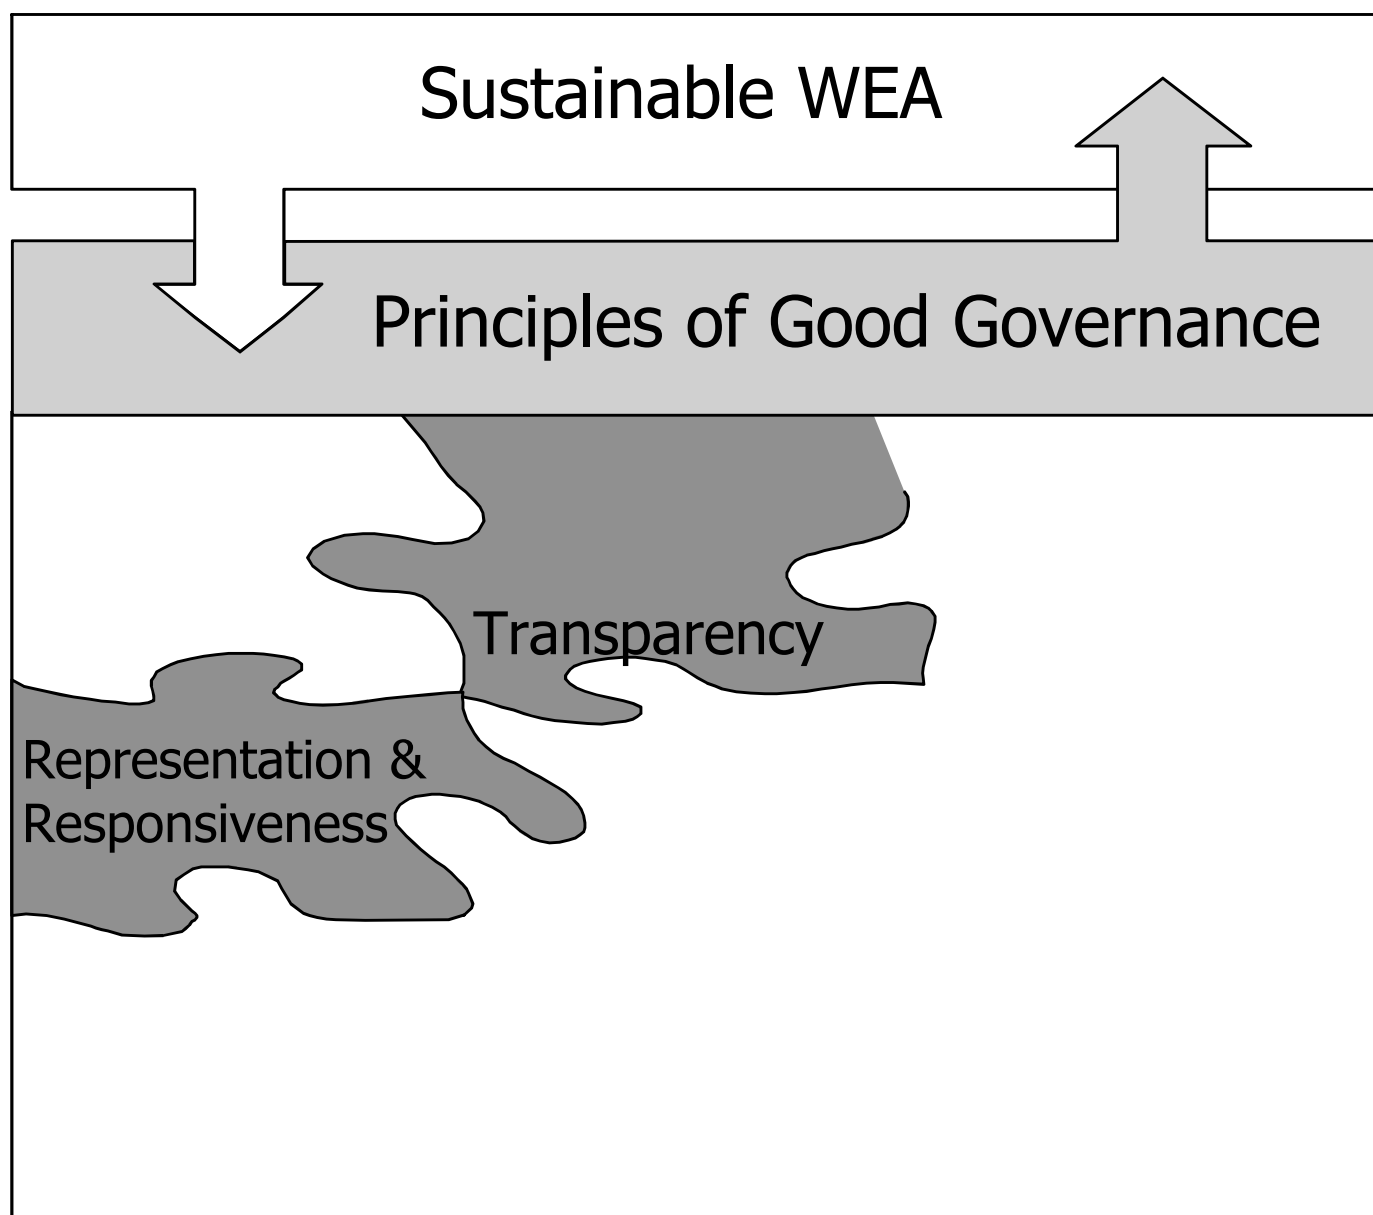 Sustainable WEA
Principles of Good Governance
Transparency
Representation &
Responsiveness